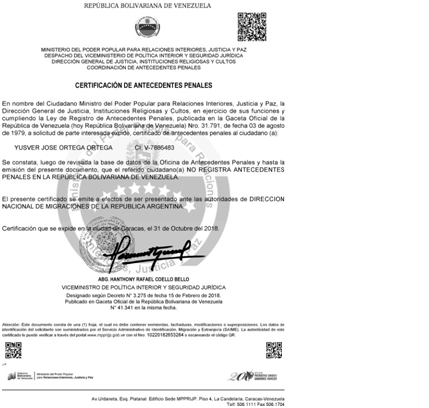 REPÚBLICA BOLIVARIANA DE VENEZUELA
MINISTERIO DEL PODER POPULAR PARA RELACIONES INTERIORES, JUSTICIA Y PAZ
DESPACHO DEL VICEMINISTERIO DE POLÍTICA INTERIOR Y SEGURIDAD JURÍDICA
DIRECCIÓN GENERAL DE JUSTICIA, INSTITUCIONES RELIGIOSAS Y CULTOS
COORDINACIÓN DE ANTECEDENTES PENALES
CERTIFICACIÓN DE ANTECEDENTES PENALES
En nombre del Ciudadano Ministro del Poder Popular para Relaciones Interiores, Justicia y Paz, la
Dirección General de Justicia, Instituciones Religiosas y Cultos, en ejercicio de sus funciones y
cumpliendo la Ley de Registro de Antecedentes Penales, publicada en la Gaceta Oficial de la
República de Venezuela (hoy República Bolivariana de Venezuela) Nro. 31.791, de fecha 03 de agosto
de 1979, a solicitud de parte interesada expide, certificado de antecedentes penales al ciudadano (a):
YUSVER JOSE ORTEGA ORTEGA CI. V-7886483
Se constata, luego de revisada la base de datos de la Oficina de Antecedentes Penales y hasta la
emisión del presente documento, que el referido ciudadano(a) NO REGISTRA ANTECEDENTES
PENALES EN LA REPUBLICA BOLIVARIANA DE VENEZUELA.
El presente certificado se emite a efectos de ser presentado ante las autoridades de DIRECCION
NACIONAL DE MIGRACIONES DE LA REPUBLICA ARGENTINA.
Certificación que se expide en la ciudad de Caracas, el 31 de Octubre del 2018.
ABG. HANTHONY RAFAEL COELLO BELLO
VICEMINISTERIO DE POLÍTICA INTERIOR Y SEGURIDAD JURÍDICA
Designado según Decreto N° 3.275 de fecha 15 de Febrero de 2018.
Publicado en Gaceta Oficial de la República Bolivariana de Venezuela
N° 41.341 en la misma fecha.
Atención: Este documento consta de una (1) hoja, el cual no debe contener enmiendas, tachaduras, modificaciones o superposiciones. Los datos de
identificación del solicitante son suministrados por el Servicio Administrativo de Identificación, Migración y Extranjería (SAIME). La autenticidad de este
certificado la puede verificar a través del portal www.mpprijp.gob.ve con el Nro. 10220182653284 o escaneando el código QR.
Av Urdaneta, Esq. Platanal. Edificio Sede MPPRIJP. Piso 4, La Candelaria, Caracas-Venezuela
Telf: 506.1111 Fax 506.1704